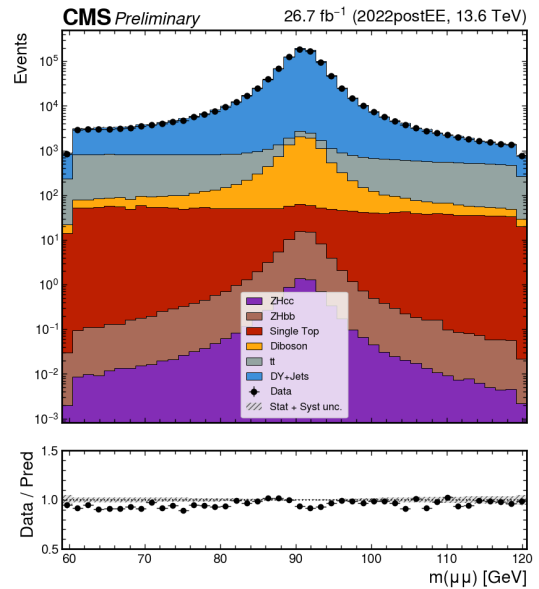 CMS Preliminary 26.7 fb⁻¹ (2022postEE, 13.6 TeV)
Events
10⁵
10⁴
10³
10²
10¹
10⁰
10⁻¹
10⁻²
10⁻³
ZHcc
ZHbb
Single Top
Diboson
tt
DY+Jets
Data
Stat + Syst unc.
Data / Pred
1.5
1.0
0.5
60 70 80 90 100 110 120
m(μμ) [GeV]